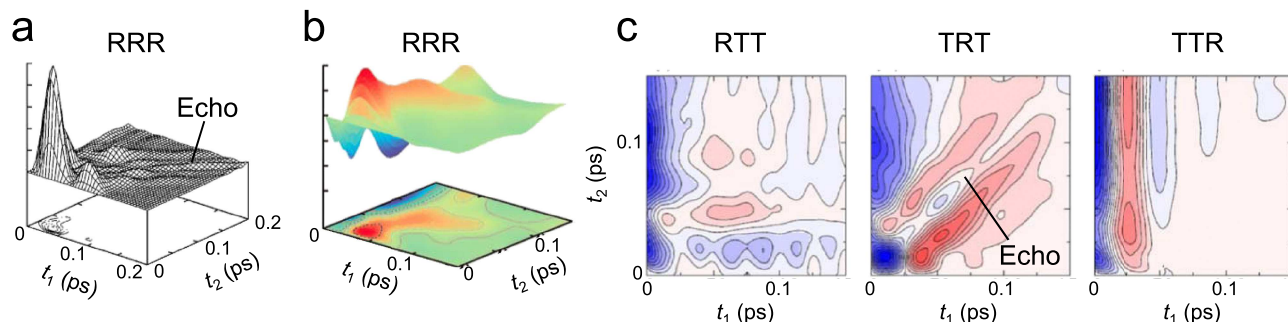 a
RRR
Echo
0
0.1
0.2
t1 (ps)
0
0.1
0.2
t2 (ps)
b
RRR
0
0.1
t1 (ps)
0
0.1
t2 (ps)
c
RTT
TRT
TTR
t2 (ps)
0.1
0
Echo
0
0.1
t1 (ps)
0
0.1
t1 (ps)
0
0.1
t1 (ps)